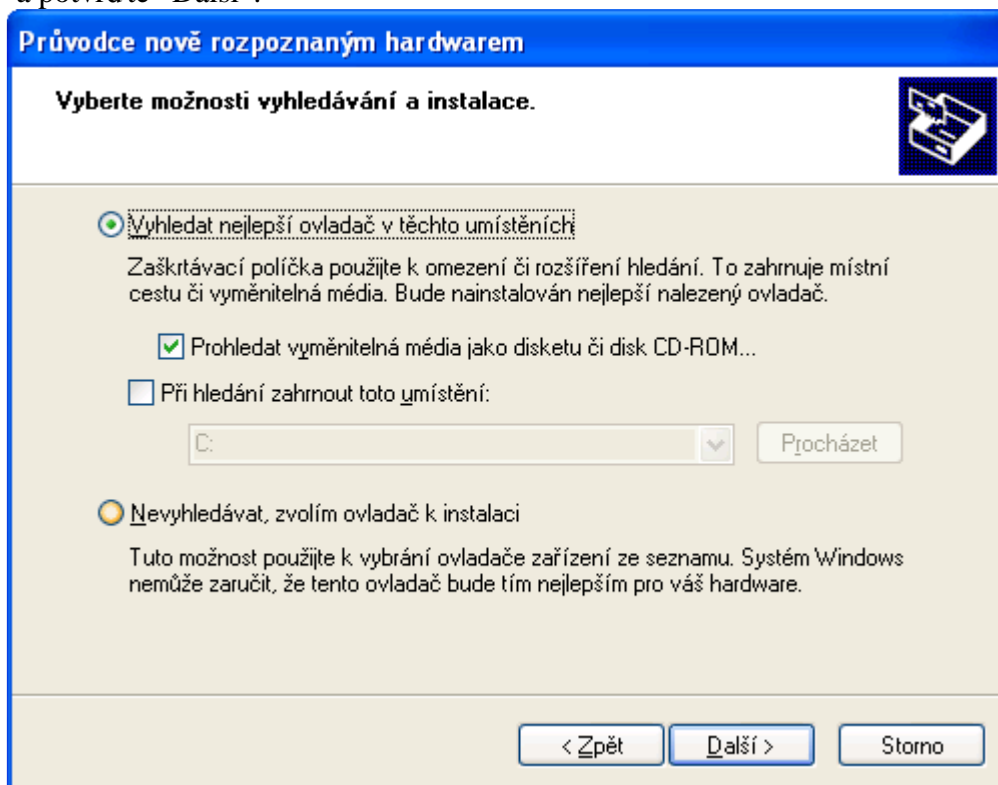 a potvrďte "Další".
Průvodce nově rozpoznaným hardwarem
Vyberte možnosti vyhledávání a instalace.
Vyhledat nejlepší ovladač v těchto umístěních
Zaškrtávací políčka použijte k omezení či rozšíření hledání. To zahrnuje místní
cestu či vyměnitelná média. Bude nainstalován nejlepší nalezený ovladač.
Prohledat vyměnitelná média jako disketu či disk CD-ROM...
Při hledání zahrnout toto umístění:
C:
Procházet
Nevyhledávat, zvolím ovladač k instalaci
Tuto možnost použijte k vybrání ovladače zařízení ze seznamu. Systém Windows
nemůže zaručit, že tento ovladač bude tím nejlepším pro váš hardware.
< Zpět
Další >
Storno